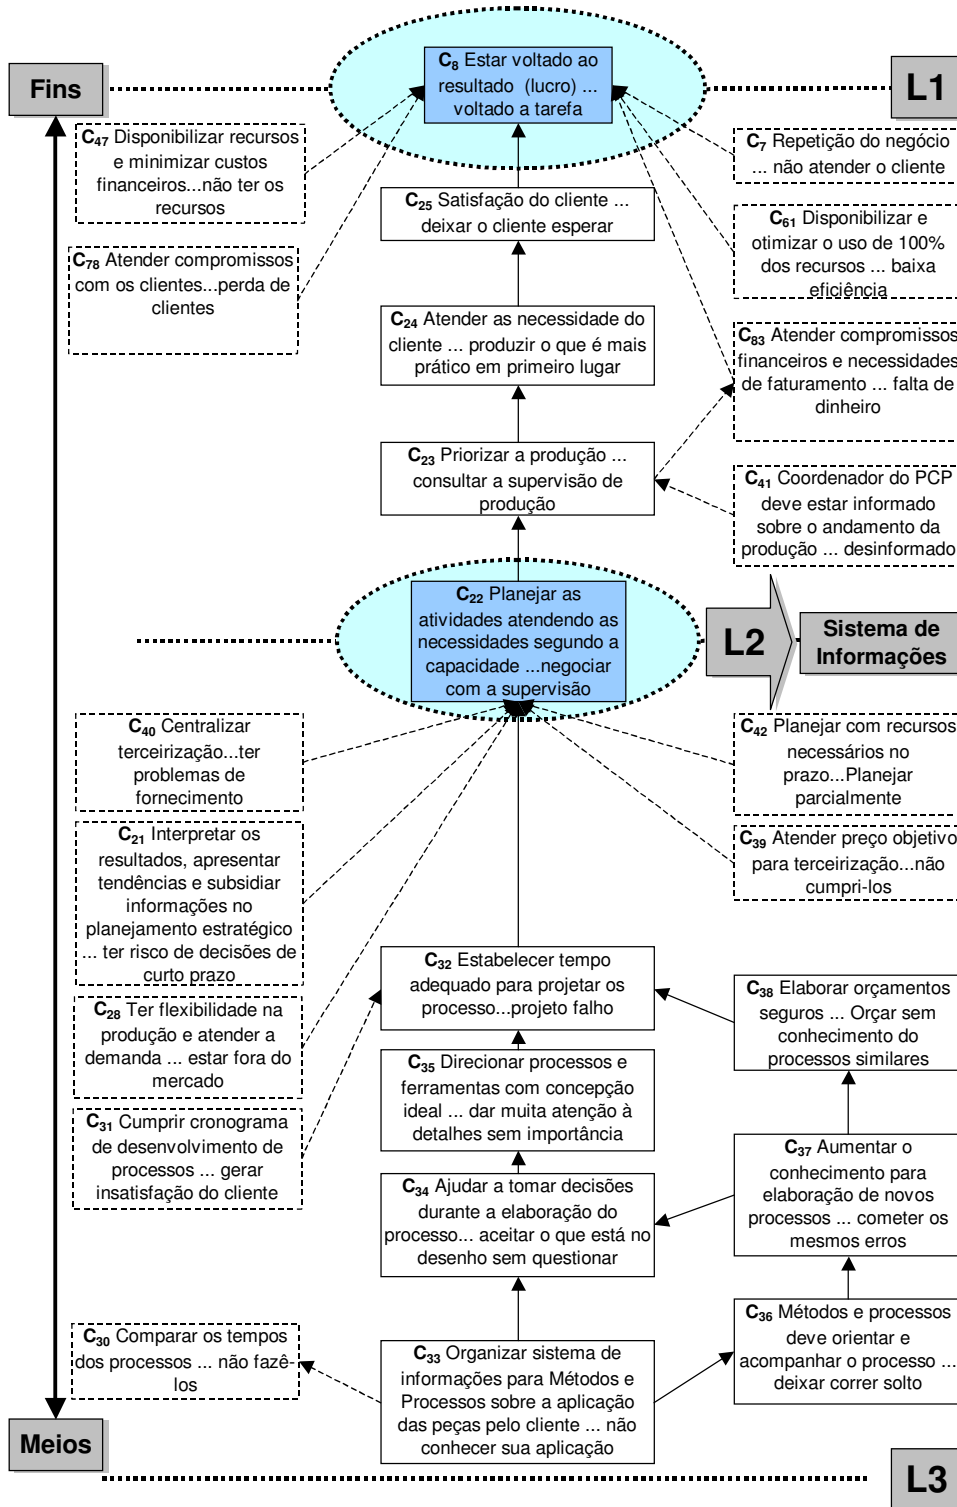 C8 Estar voltado ao
resultado (lucro) ...
voltado a tarefa
Fins
L1
C47 Disponibilizar recursos
e minimizar custos
financeiros...não ter os
recursos
C7 Repetição do negócio
... não atender o cliente
C25 Satisfação do cliente ...
deixar o cliente esperar
C61 Disponibilizar e
otimizar o uso de 100%
dos recursos ... baixa
eficiência
C78 Atender compromissos
com os clientes...perda de
clientes
C24 Atender as necessidade do
cliente ... produzir o que é mais
prático em primeiro lugar
C83 Atender compromissos
financeiros e necessidades
de faturamento ... falta de
dinheiro
C23 Priorizar a produção ...
consultar a supervisão de
produção
C41 Coordenador do PCP
deve estar informado
sobre o andamento da
produção ... desinformado
C22 Planejar as
atividades atendendo as
necessidades segundo a
capacidade ...negociar
com a supervisão
L2
Sistema de
Informações
C40 Centralizar
terceirização...ter
problemas de
fornecimento
C42 Planejar com recursos
necessários no
prazo...Planejar
parcialmente
C21 Interpretar os
resultados, apresentar
tendências e subsidiar
informações no
planejamento estratégico
... ter risco de decisões de
curto prazo
C39 Atender preço objetivo
para terceirização...não
cumpri-los
C32 Estabelecer tempo
adequado para projetar os
processo...projeto falho
C38 Elaborar orçamentos
seguros ... Orçar sem
conhecimento do
processos similares
C28 Ter flexibilidade na
produção e atender a
demanda ... estar fora do
mercado
C35 Direcionar processos e
ferramentas com concepção
ideal ... dar muita atenção à
detalhes sem importância
C31 Cumprir cronograma
de desenvolvimento de
processos ... gerar
insatisfação do cliente
C37 Aumentar o
conhecimento para
elaboração de novos
processos ... cometer os
mesmos erros
C34 Ajudar a tomar decisões
durante a elaboração do
processo... aceitar o que está no
desenho sem questionar
C36 Métodos e processos
deve orientar e
acompanhar o processo ...
deixar correr solto
C30 Comparar os tempos
dos processos ... não fazê-
los
C33 Organizar sistema de
informações para Métodos e
Processos sobre a aplicação
das peças pelo cliente ... não
conhecer sua aplicação
Meios
L3